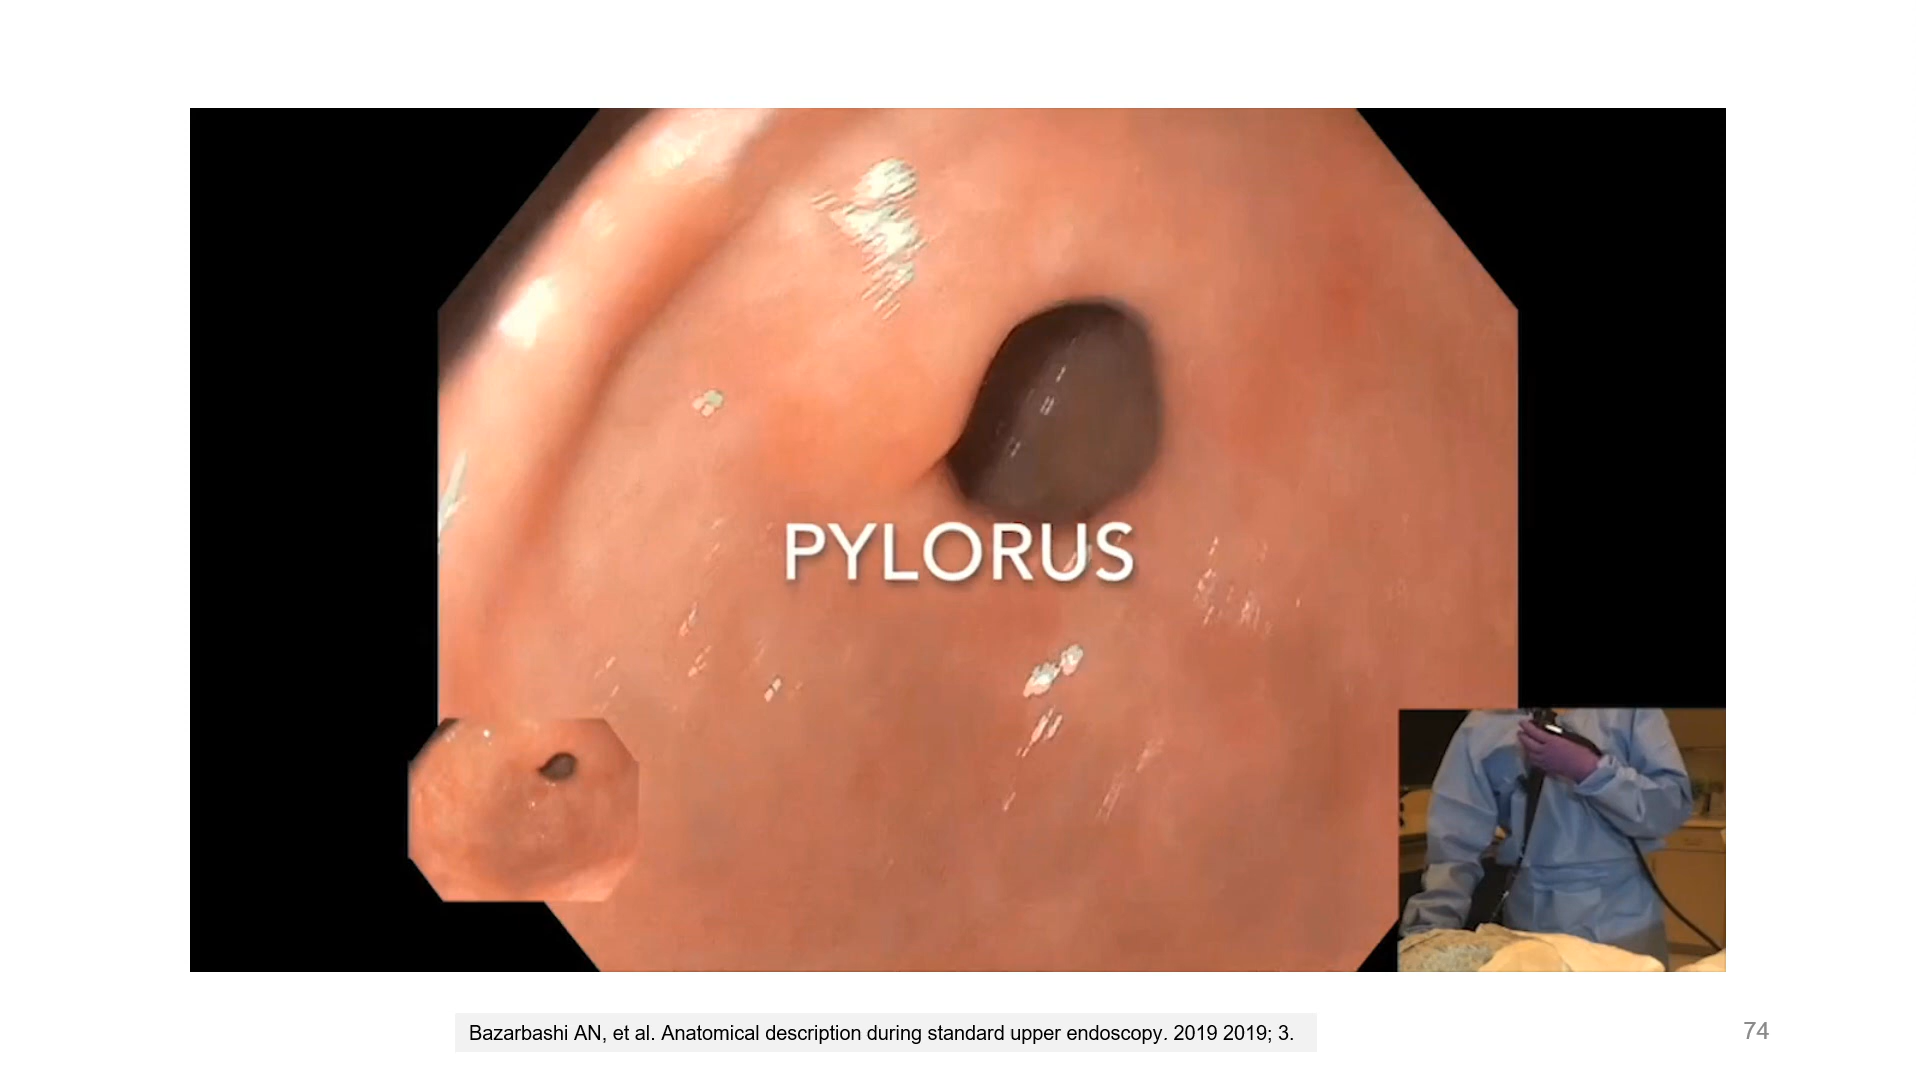 PYLORUS
Bazarbashi AN, et al. Anatomical description during standard upper endoscopy. 2019 2019; 3.
74